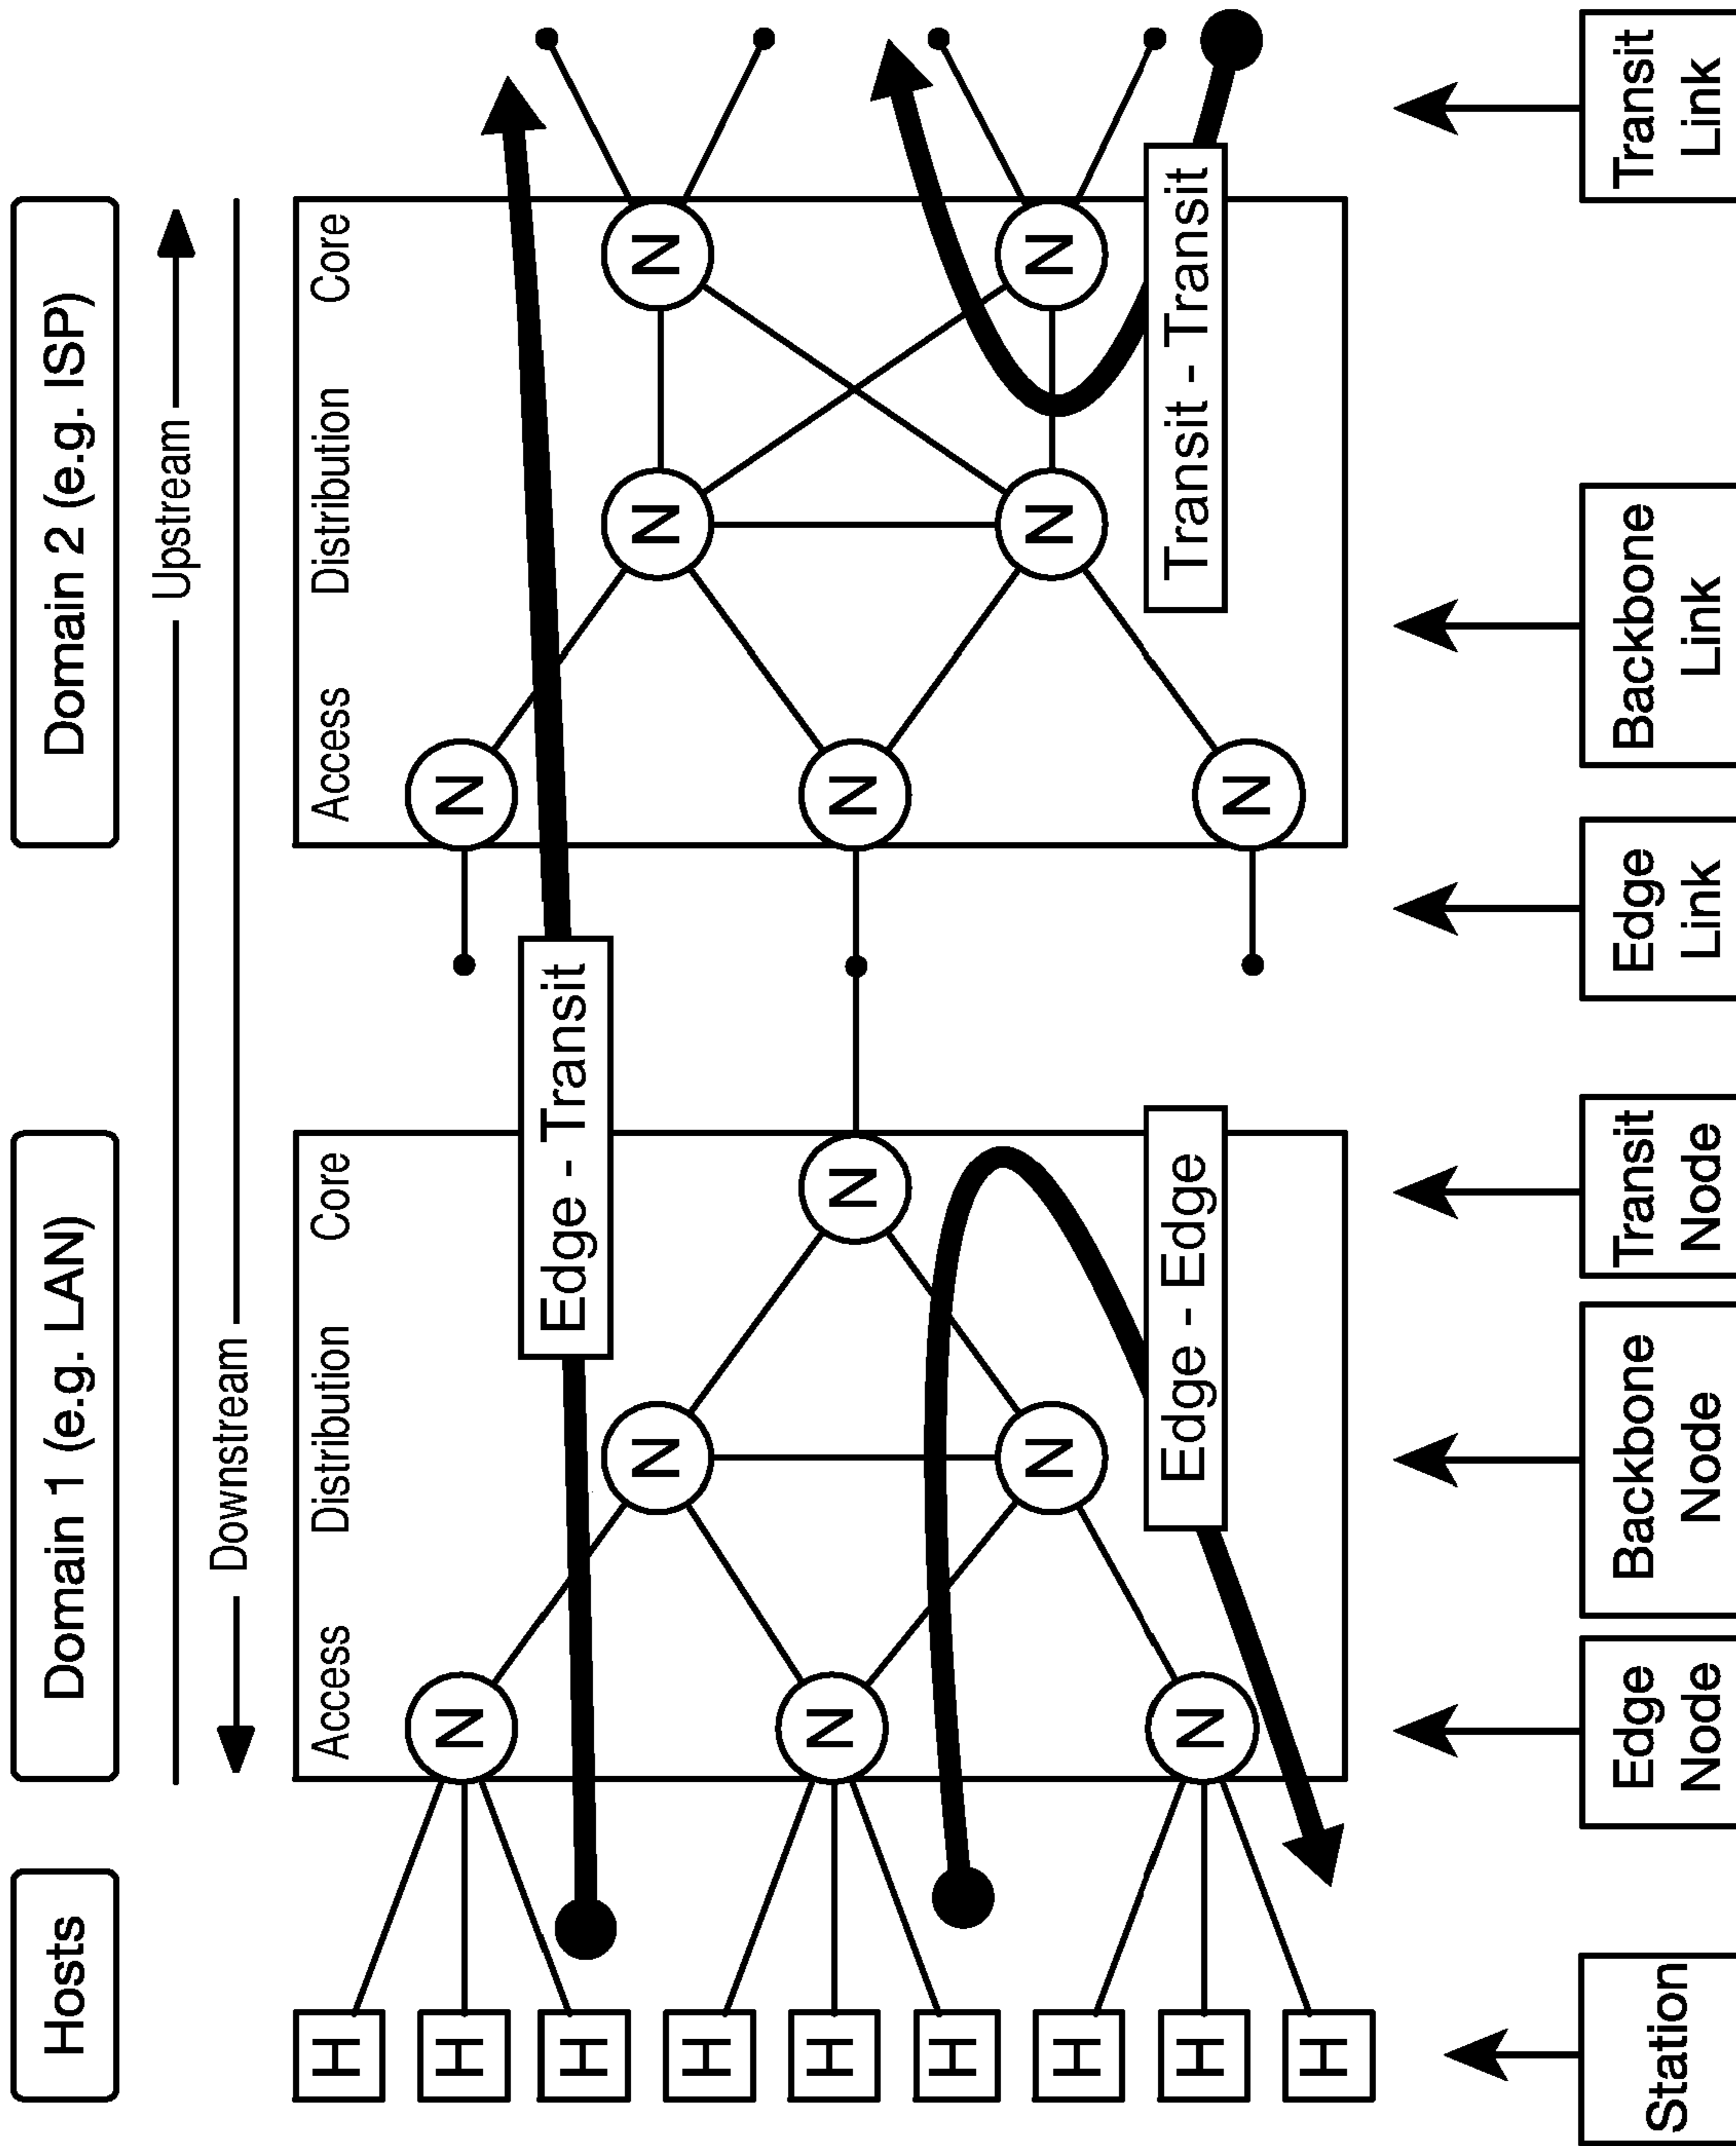 Hosts
Domain 1 (e.g. LAN)
Domain 2 (e.g. ISP)
Upstream
Downstream
Access
Distribution
Core
Access
Distribution
Core
H
H
H
H
H
H
H
H
H
N
N
N
N
N
N
N
N
N
N
N
N
N
Edge - Transit
Edge - Edge
Transit - Transit
Station
Edge
Node
Backbone
Node
Transit
Node
Edge
Link
Backbone
Link
Transit
Link